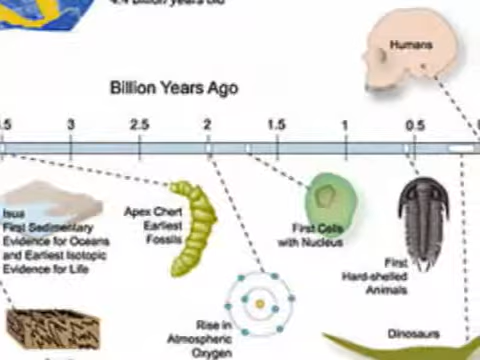 4.4 billion years old
Humans
Billion Years Ago
.5 3 2.5 2 1.5 1 0.5 0
Isua
First Sedimentary
Evidence for Oceans
and Earliest Isotopic
Evidence for Life
Apex Chert
Earliest
Fossils
First Cells
with Nucleus
First
Hard-shelled
Animals
Rise in
Atmospheric
Oxygen
Dinosaurs